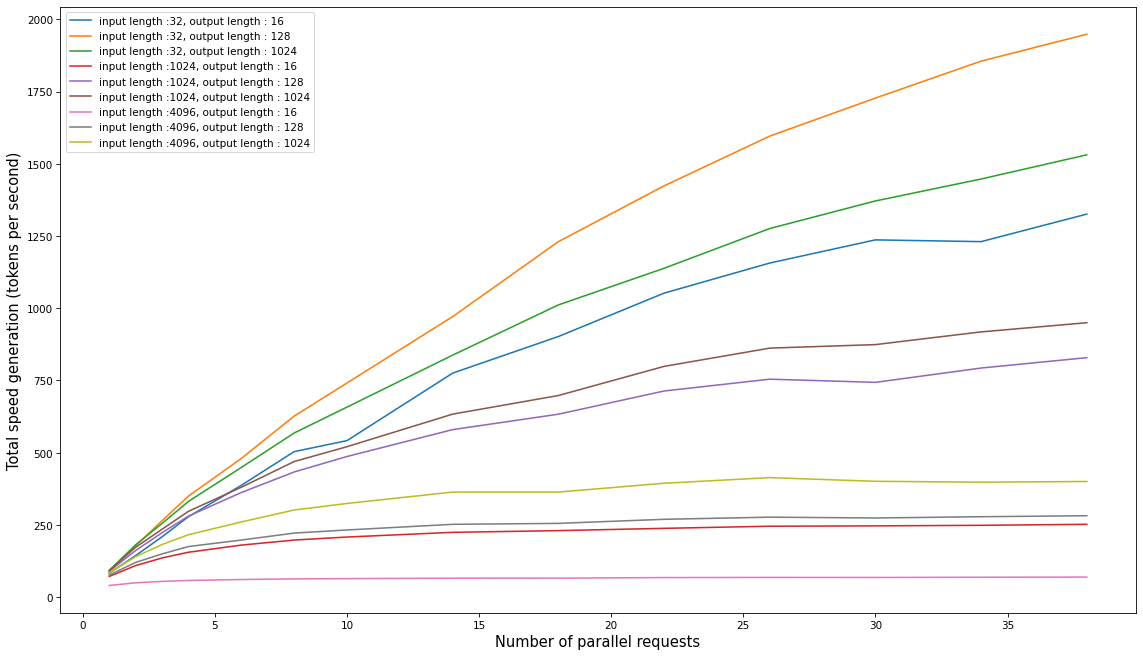 2000
1750
1500
1250
1000
750
500
250
0
Total speed generation (tokens per second)
input length :32, output length : 16
input length :32, output length : 128
input length :32, output length : 1024
input length :1024, output length : 16
input length :1024, output length : 128
input length :1024, output length : 1024
input length :4096, output length : 16
input length :4096, output length : 128
input length :4096, output length : 1024
0 5 10 15 20 25 30 35
Number of parallel requests